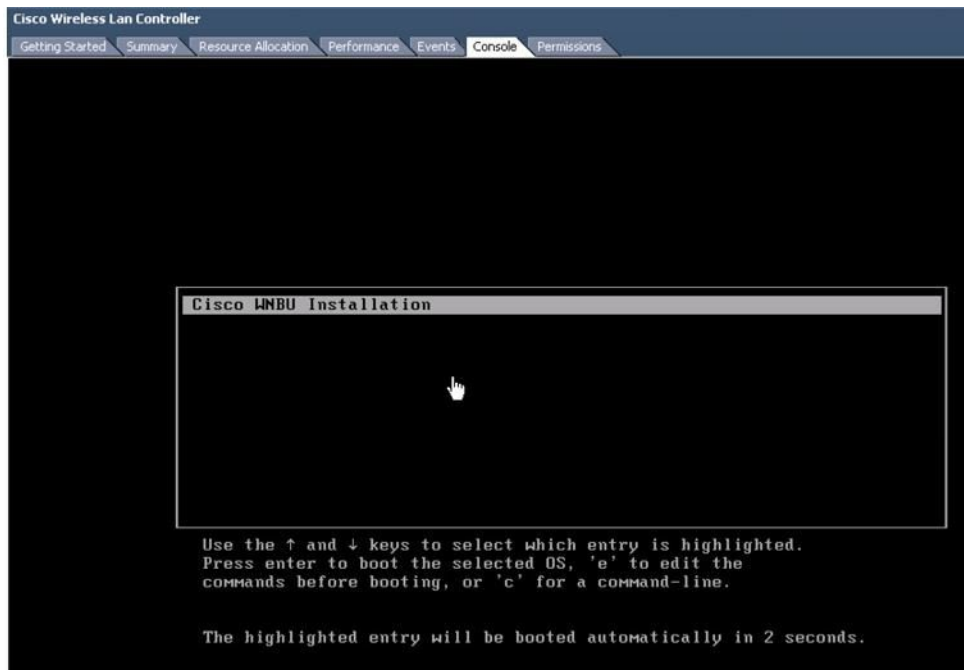 Cisco Wireless Lan Controller
Getting Started Summary Resource Allocation Performance Events Console Permissions
Cisco WNBU Installation
Use the ↑ and ↓ keys to select which entry is highlighted.
Press enter to boot the selected OS, 'e' to edit the
commands before booting, or 'c' for a command-line.
The highlighted entry will be booted automatically in 2 seconds.